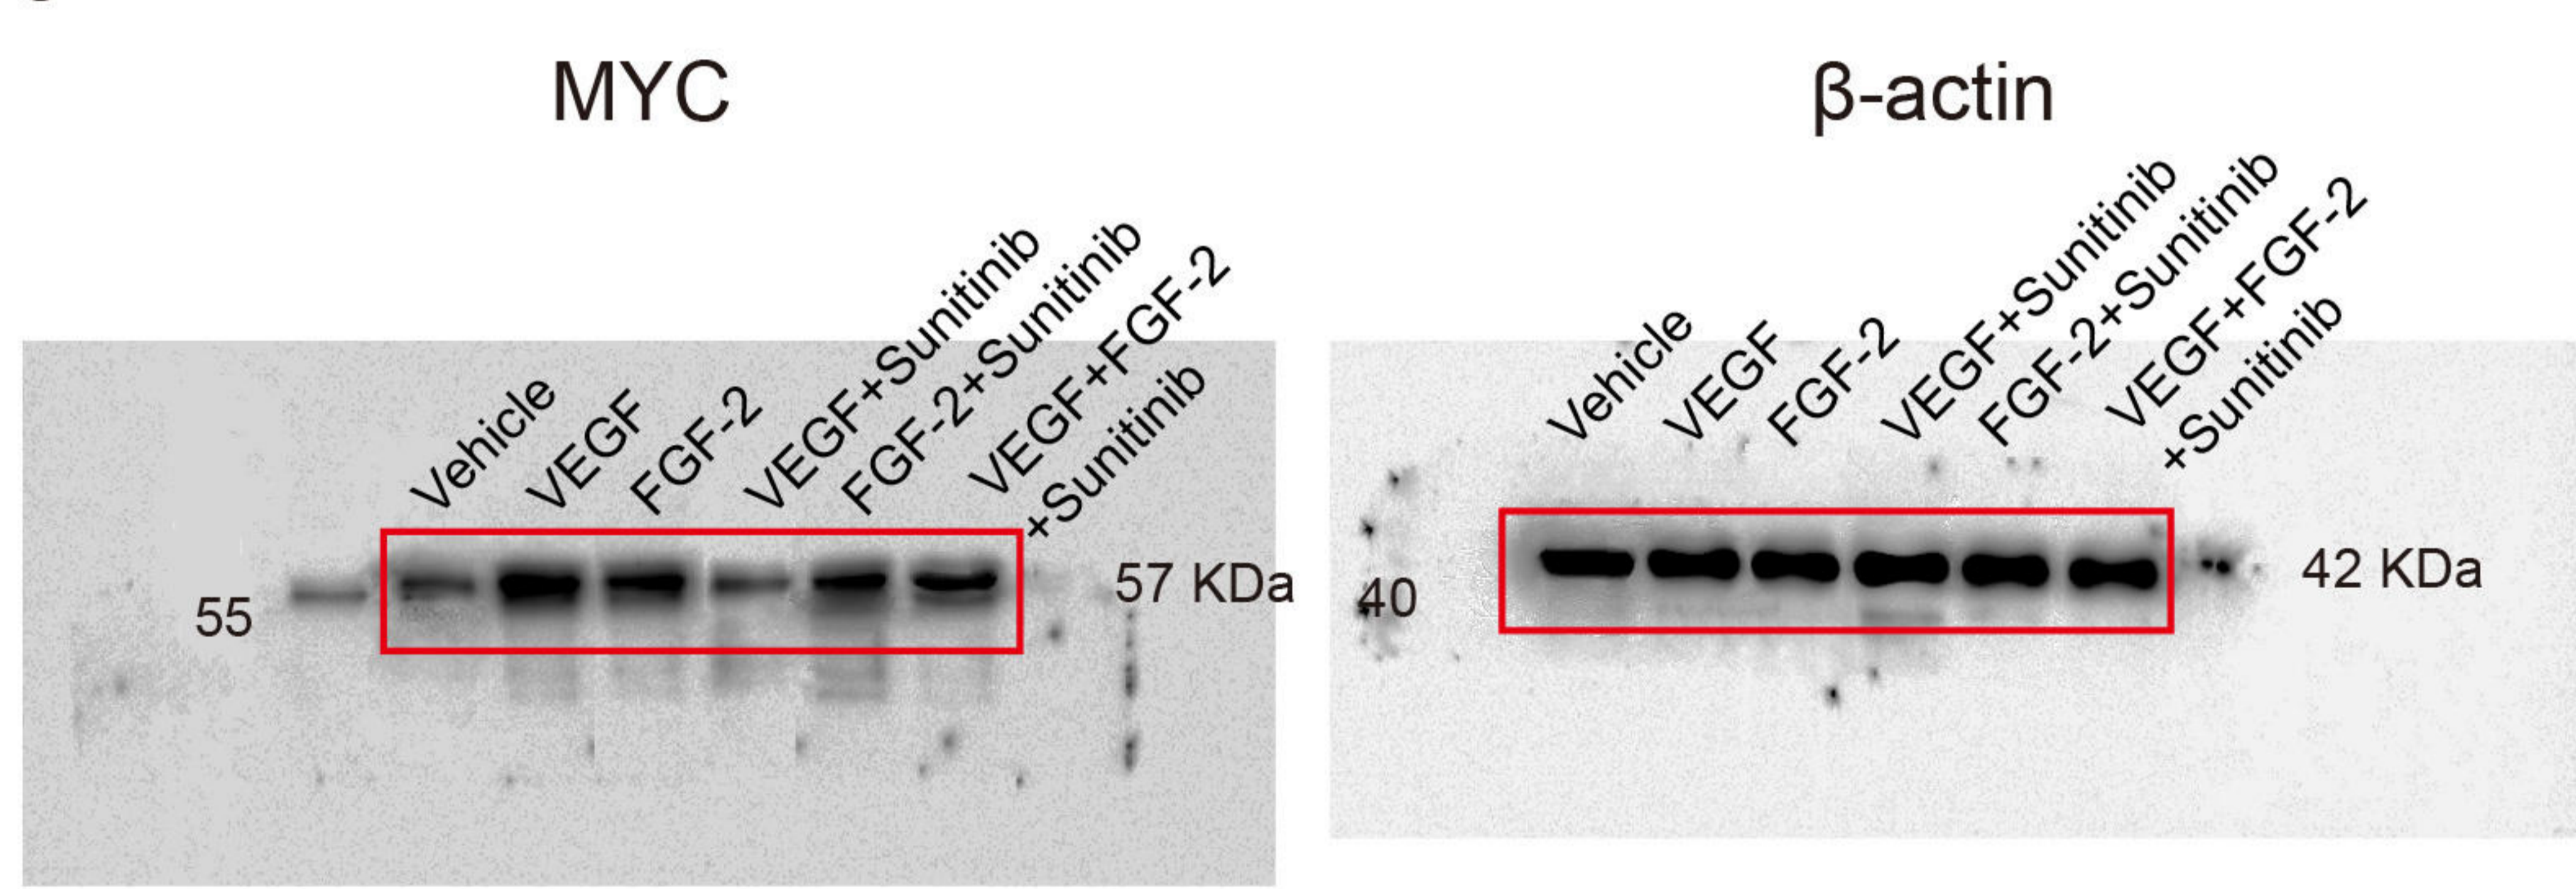 MYC
Vehicle
VEGF
FGF-2
VEGF+Sunitinib
FGF-2+Sunitinib
VEGF+FGF-2
+Sunitinib
55
57 KDa
β-actin
Vehicle
VEGF
FGF-2
VEGF+Sunitinib
FGF-2+Sunitinib
VEGF+FGF-2
+Sunitinib
40
42 KDa